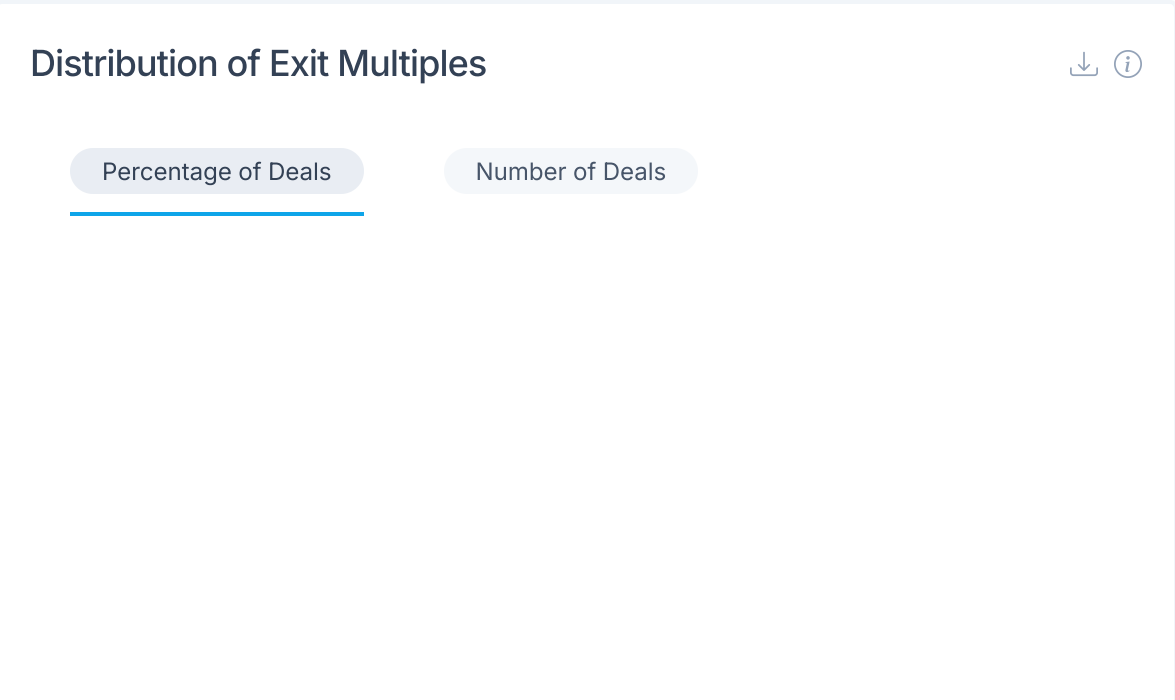 Distribution of Exit Multiples
Percentage of Deals
Number of Deals